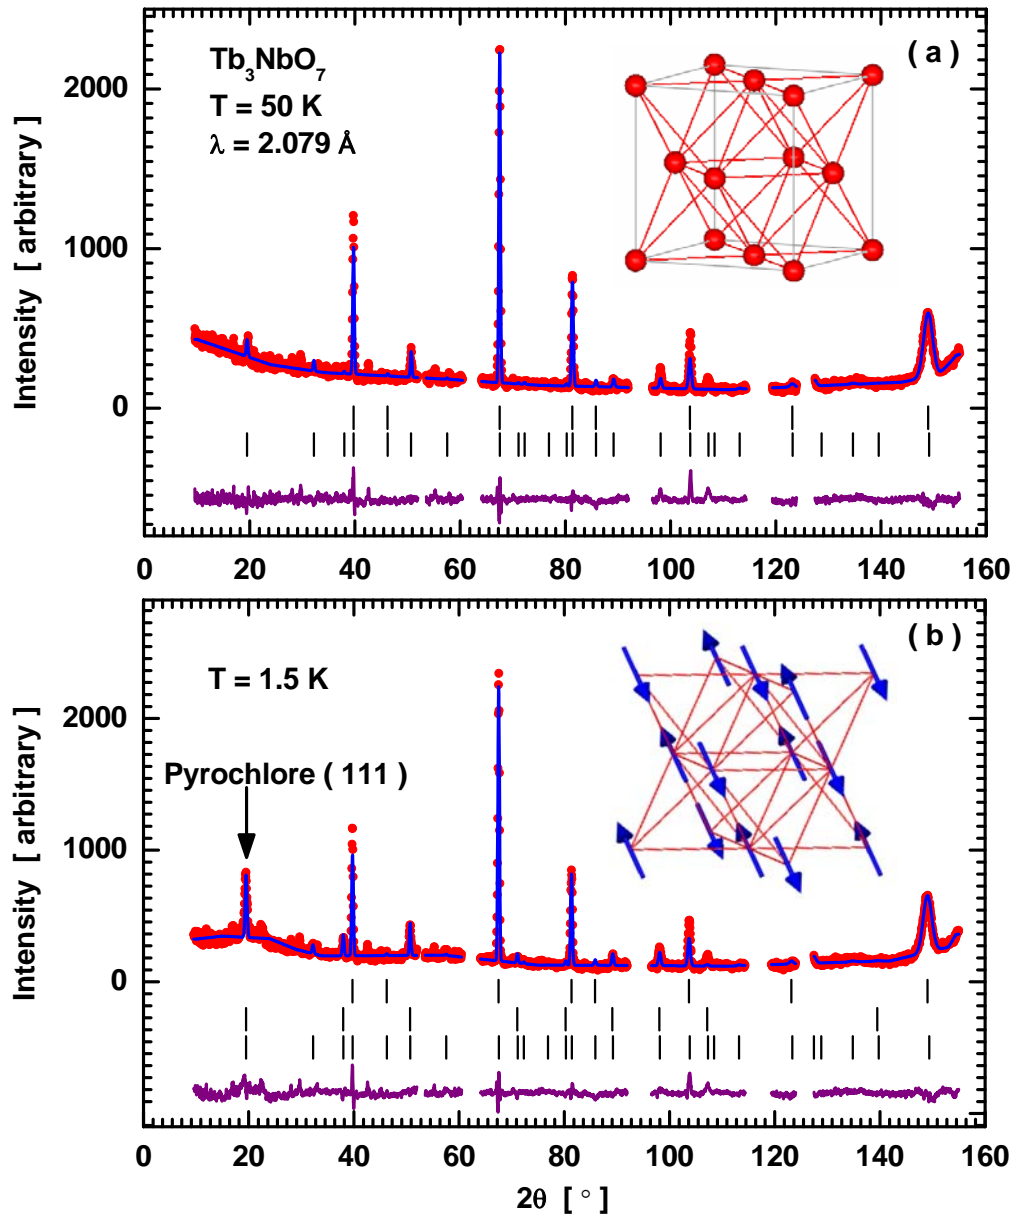 ( a )
Tb₃NbO₇
T = 50 K
λ = 2.079 Å
Intensity [ arbitrary ]
2000
1000
0
0 20 40 60 80 100 120 140 160
( b )
T = 1.5 K
Pyrochlore ( 111 )
Intensity [ arbitrary ]
2000
1000
0
0 20 40 60 80 100 120 140 160
2θ [ ° ]